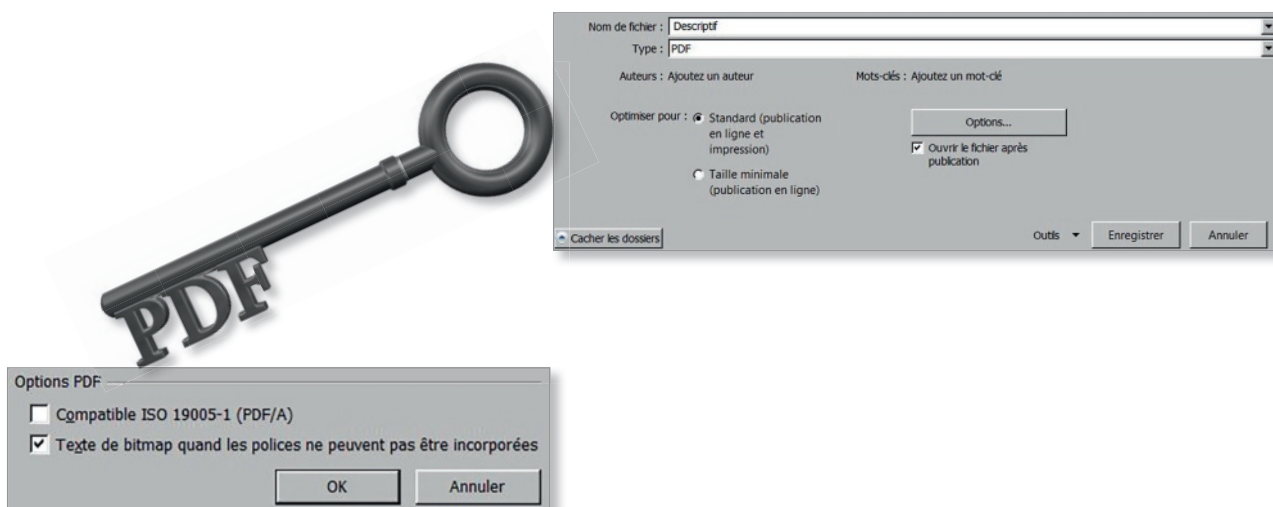 Nom de fichier : Descriptif
Type : PDF
Auteurs : Ajoutez un auteur Mots-clés : Ajoutez un mot-clé
Optimiser pour : Standard (publication
en ligne et
impression)
Taille minimale
(publication en ligne)
Options...
Ouvrir le fichier après
publication
Cacher les dossiers Outils Enregistrer Annuler
PDF
Options PDF
Compatible ISO 19005-1 (PDF/A)
Texte de bitmap quand les polices ne peuvent pas être incorporées
OK Annuler